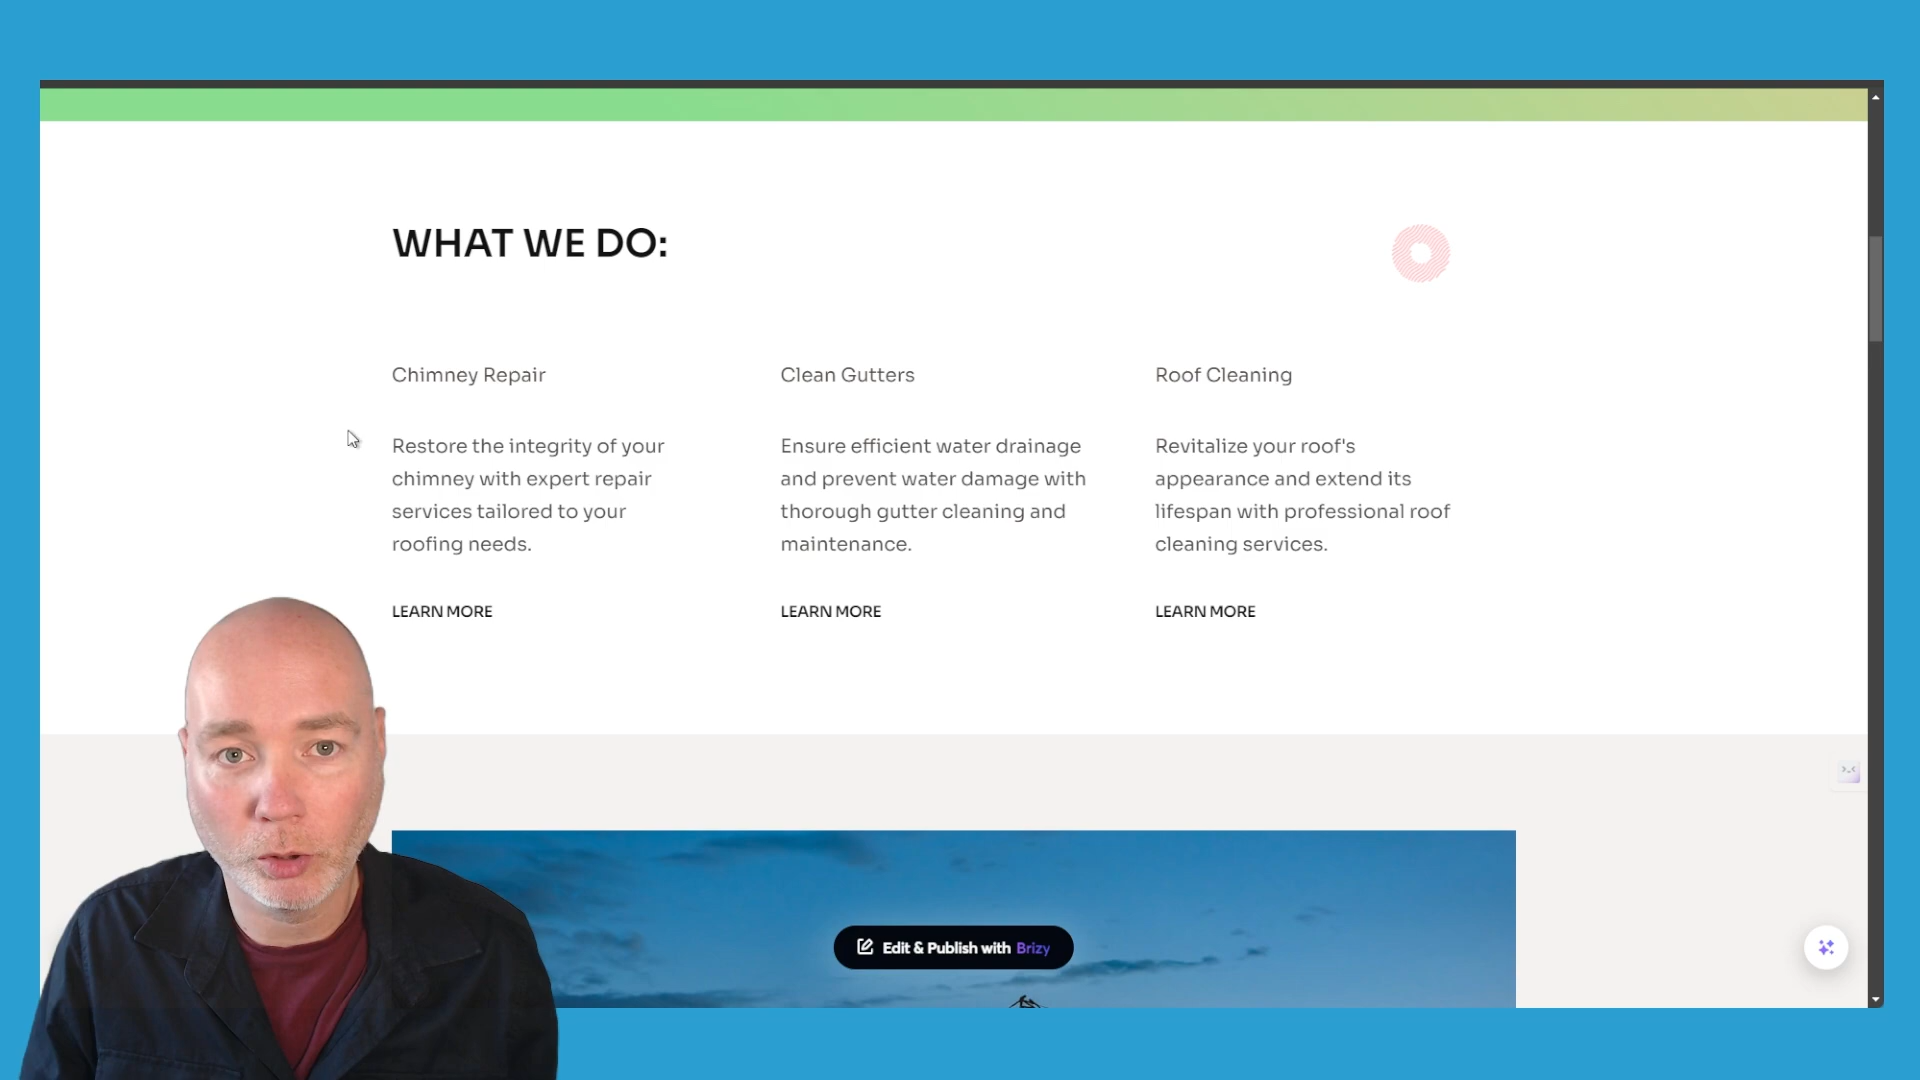 WHAT WE DO:
Chimney Repair
Restore the integrity of your
chimney with expert repair
services tailored to your
roofing needs.
LEARN MORE
Clean Gutters
Ensure efficient water drainage
and prevent water damage with
thorough gutter cleaning and
maintenance.
LEARN MORE
Roof Cleaning
Revitalize your roof's
appearance and extend its
lifespan with professional roof
cleaning services.
LEARN MORE
Edit & Publish with Brizy